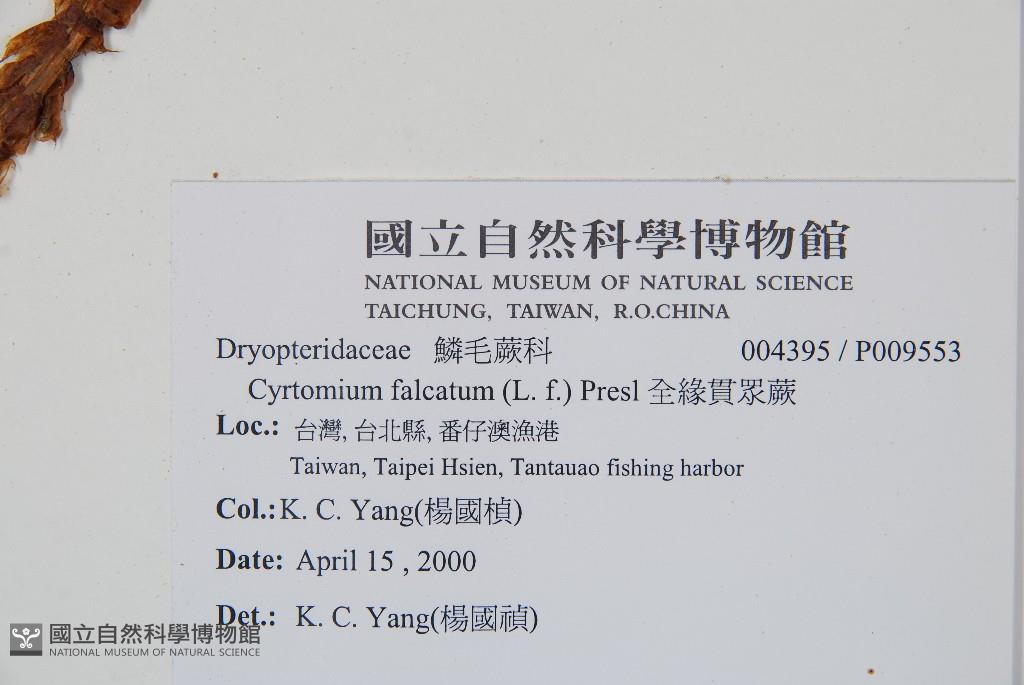 國立自然科學博物館
NATIONAL MUSEUM OF NATURAL SCIENCE
TAICHUNG, TAIWAN, R.O.CHINA
Dryopteridaceae 鱗毛蕨科 004395 / P009553
Cyrtomium falcatum (L. f.) Presl 全緣貫眾蕨
Loc.: 台灣, 台北縣, 番仔澳漁港
Taiwan, Taipei Hsien, Tantauao fishing harbor
Col.: K. C. Yang(楊國楨)
Date: April 15 , 2000
Det.: K. C. Yang(楊國禎)
國立自然科學博物館
NATIONAL MUSEUM OF NATURAL SCIENCE